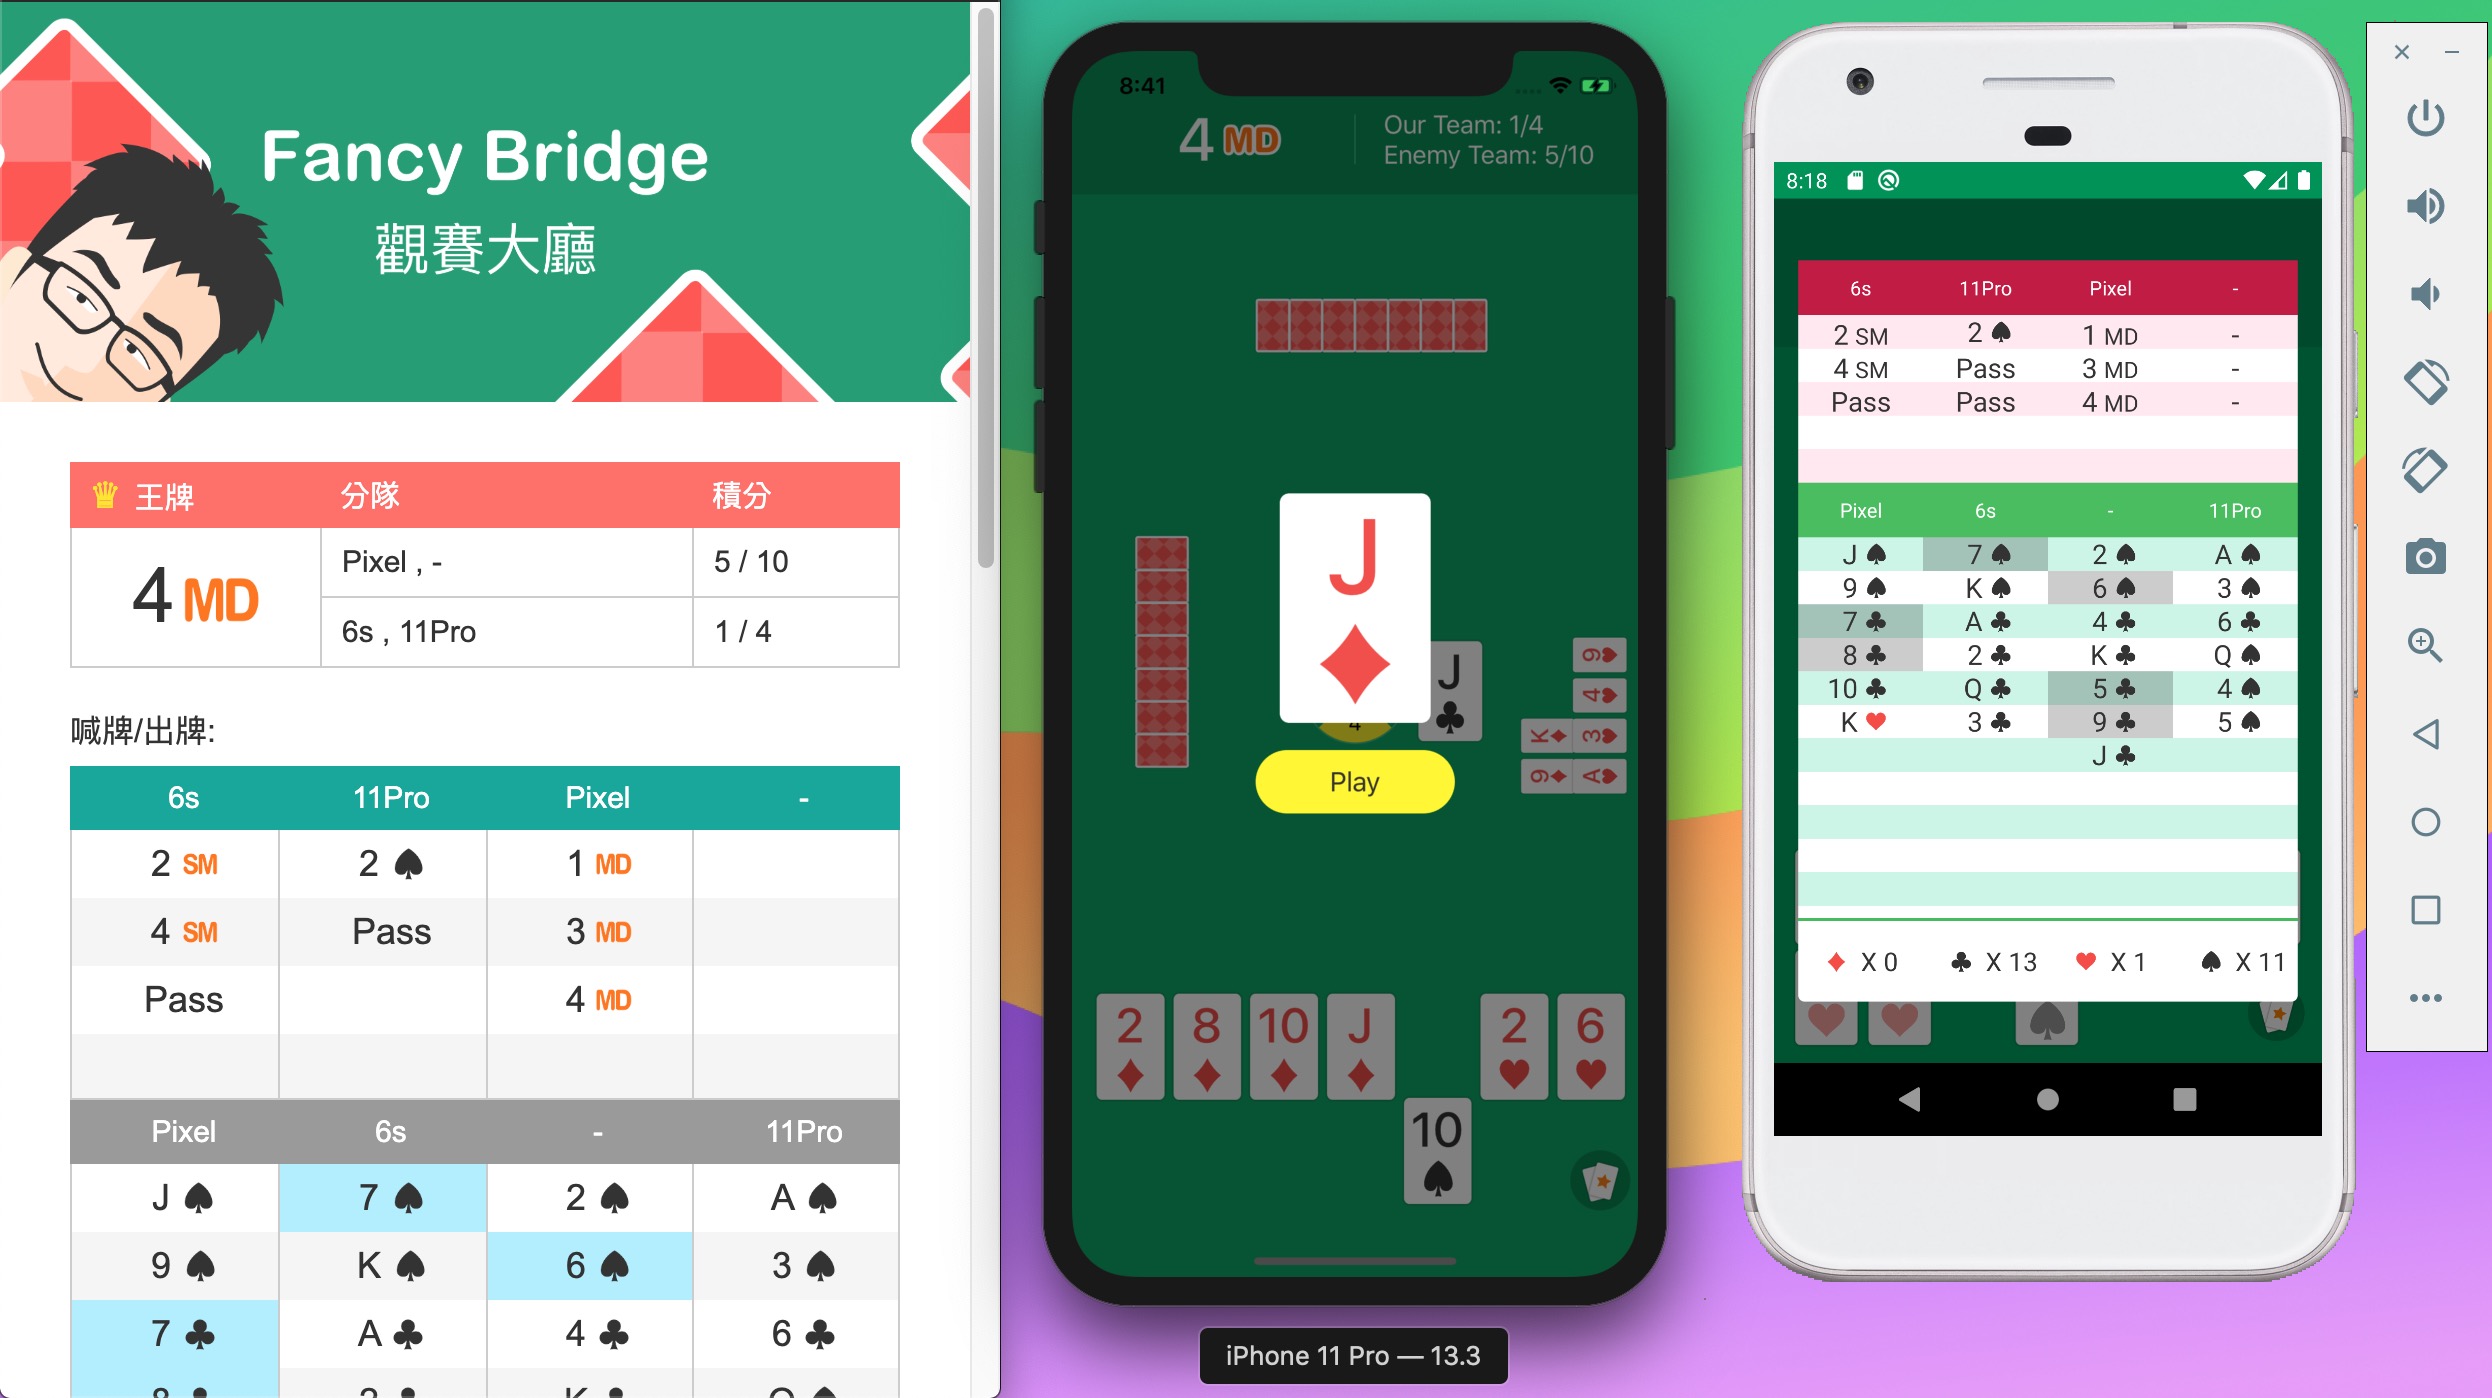 Fancy Bridge
觀賽大廳
王牌 分隊 積分
4 MD
Pixel , - 5 / 10
6s , 11Pro 1 / 4
喊牌/出牌:
6s 11Pro Pixel -
2 SM 2 ♠ 1 MD
4 SM Pass 3 MD
Pass 4 MD
Pixel 6s - 11Pro
J ♠ 7 ♠ 2 ♠ A ♠
9 ♠ K ♠ 6 ♠ 3 ♠
7 ♣ A ♣ 4 ♣ 6 ♣
8:41
4 MD
Our Team: 1/4
Enemy Team: 5/10
J ♦
4
J ♣
9 ♥
4 ♥
K ♦ 3 ♥
9 ♦ A ♥
Play
2 ♦ 8 ♦ 10 ♦ J ♦ 2 ♥ 6 ♥
10 ♠
iPhone 11 Pro — 13.3
8:18
6s 11Pro Pixel -
2 SM 2 ♠ 1 MD -
4 SM Pass 3 MD -
Pass Pass 4 MD -
Pixel 6s - 11Pro
J ♠ 7 ♠ 2 ♠ A ♠
9 ♠ K ♠ 6 ♠ 3 ♠
7 ♣ A ♣ 4 ♣ 6 ♣
8 ♣ 2 ♣ K ♣ Q ♠
10 ♣ Q ♣ 5 ♣ 4 ♠
K ♥ 3 ♣ 9 ♣ 5 ♠
J ♣
♦ X 0 ♣ X 13 ♥ X 1 ♠ X 11